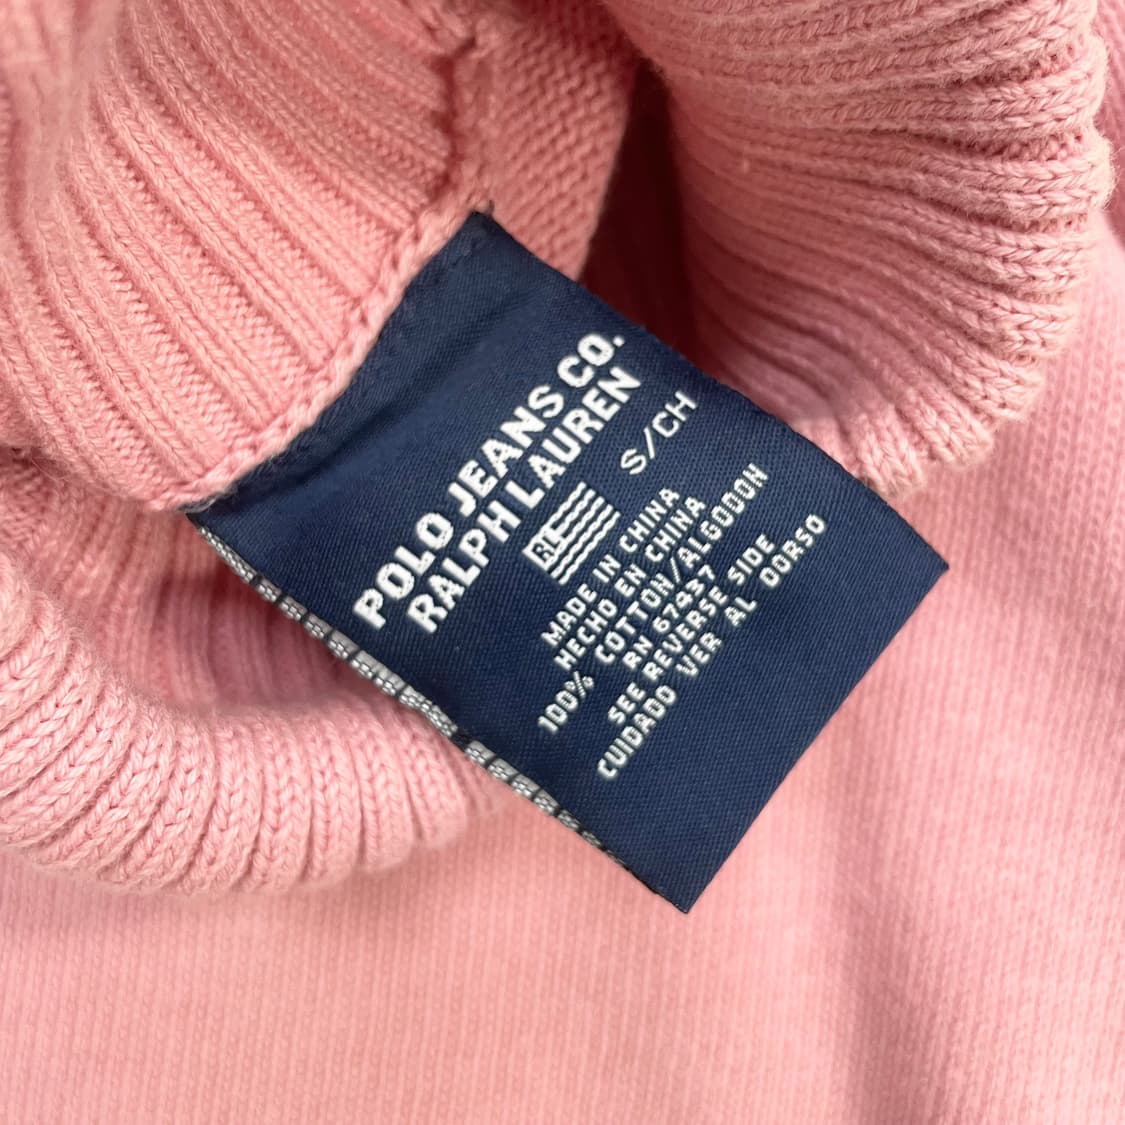 POLO JEANS CO.
RALPH LAUREN
S/CH
RL
MADE IN CHINA
HECHO EN CHINA
100% COTTON/ALGODON
RN 67437
SEE REVERSE SIDE
CUIDADO VER AL DORSO